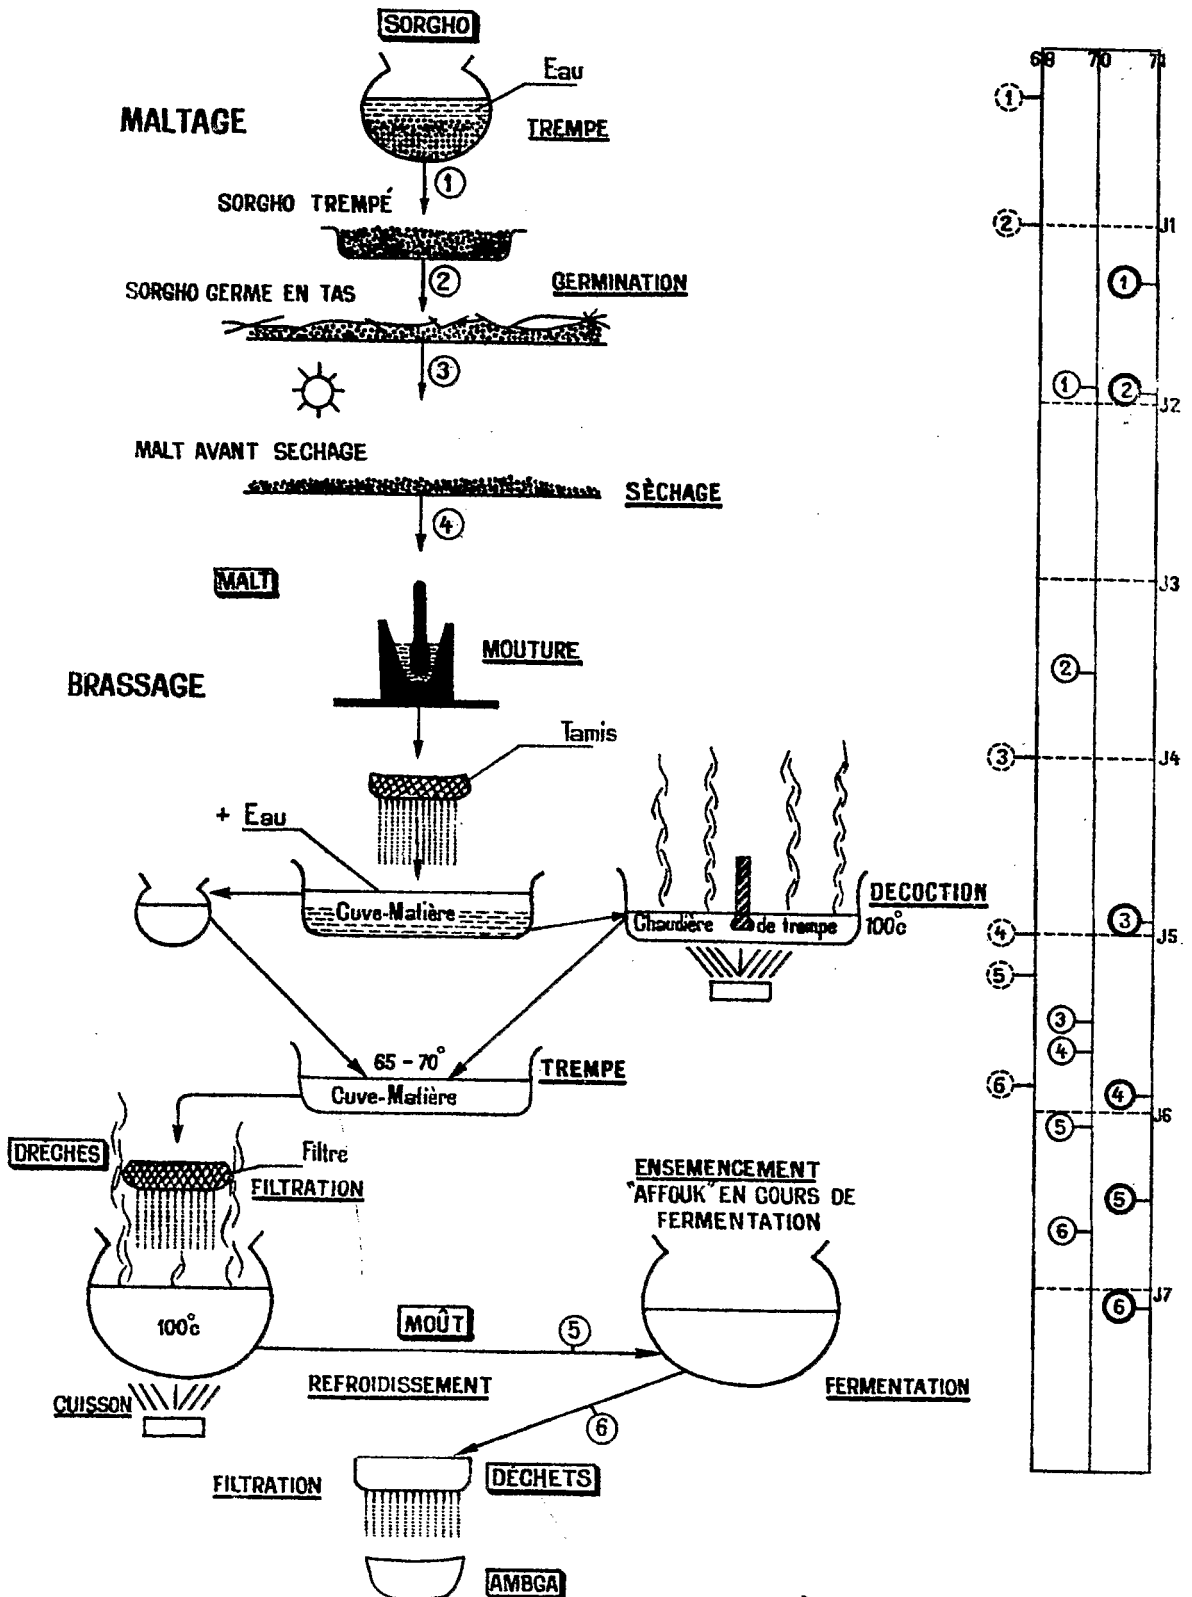 SORGHO
Eau
MALTAGE
TREMPE
1
SORGHO TREMPÉ
2
SORGHO GERME EN TAS
GERMINATION
3
MALT AVANT SECHAGE
SÈCHAGE
4
MALT
MOUTURE
BRASSAGE
Tamis
+ Eau
Cuve-Matière
DECOCTION
Chaudière de trempe
100°c
65 - 70°
TREMPE
Cuve-Matière
DRÈCHES
Filtre
FILTRATION
ENSEMENCEMENT
"AFFOUK" EN COURS DE
FERMENTATION
100°c
MOÛT
5
CUISSON
REFROIDISSEMENT
FERMENTATION
6
FILTRATION
DÉCHETS
AMBGA
68 70 71
1
2
J1
1
1
2
J2
J3
2
3
J4
3
4
J5
5
3
4
6
4
J6
5
5
6
J7
6